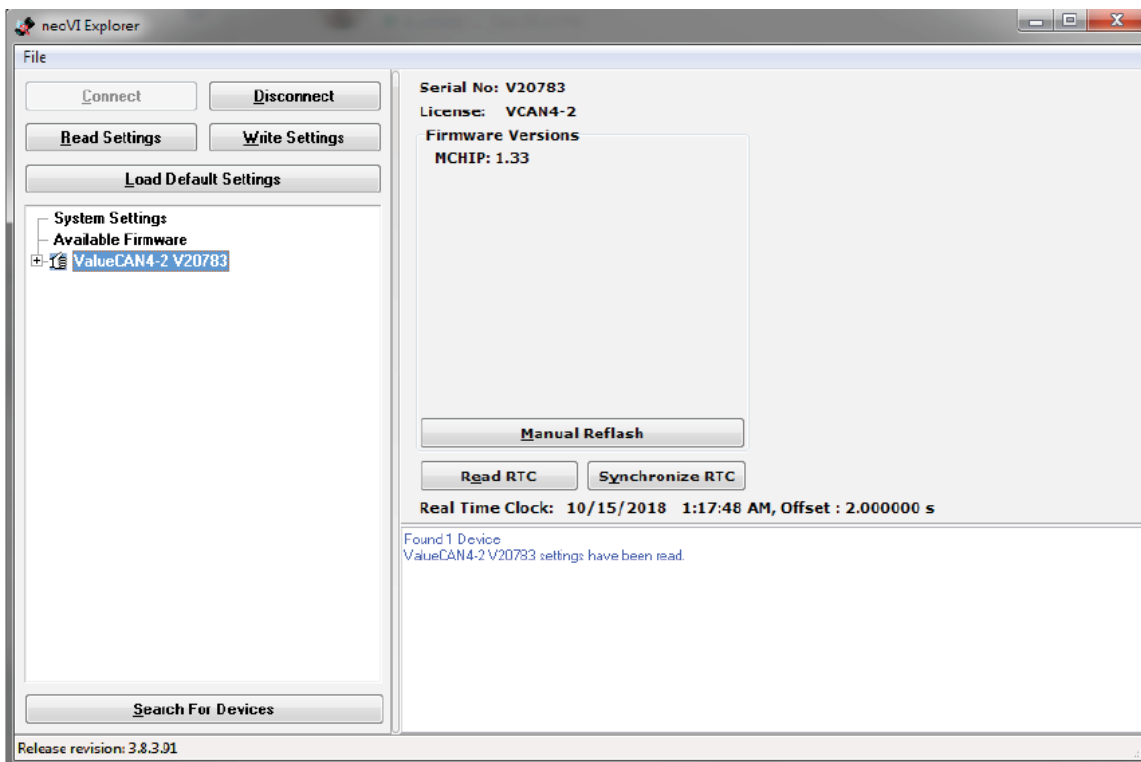 neoVI Explorer
File
Connect
Disconnect
Read Settings
Write Settings
Load Default Settings
System Settings
Available Firmware
ValueCAN4-2 V20783
Search For Devices
Serial No: V20783
License: VCAN4-2
Firmware Versions
MCHIP: 1.33
Manual Reflash
Read RTC
Synchronize RTC
Real Time Clock: 10/15/2018 1:17:48 AM, Offset : 2.000000 s
Found 1 Device
ValueCAN4-2 V20783 settings have been read.
Release revision: 3.8.3.91